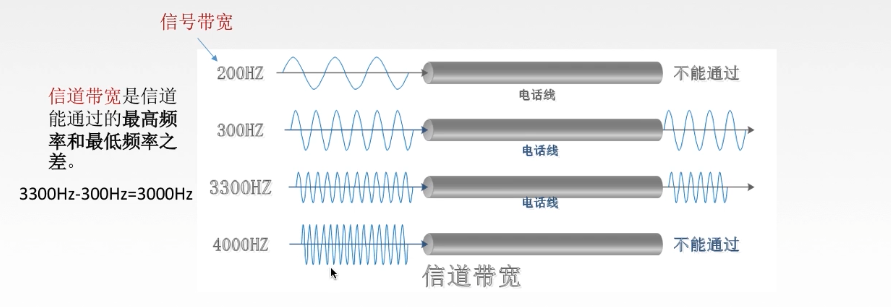 信号带宽
200HZ
电话线
不能通过
信道带宽是信道
能通过的最高频
率和最低频率之
差。
300HZ
电话线
3300Hz-300Hz=3000Hz
3300HZ
电话线
4000HZ
不能通过
信道带宽